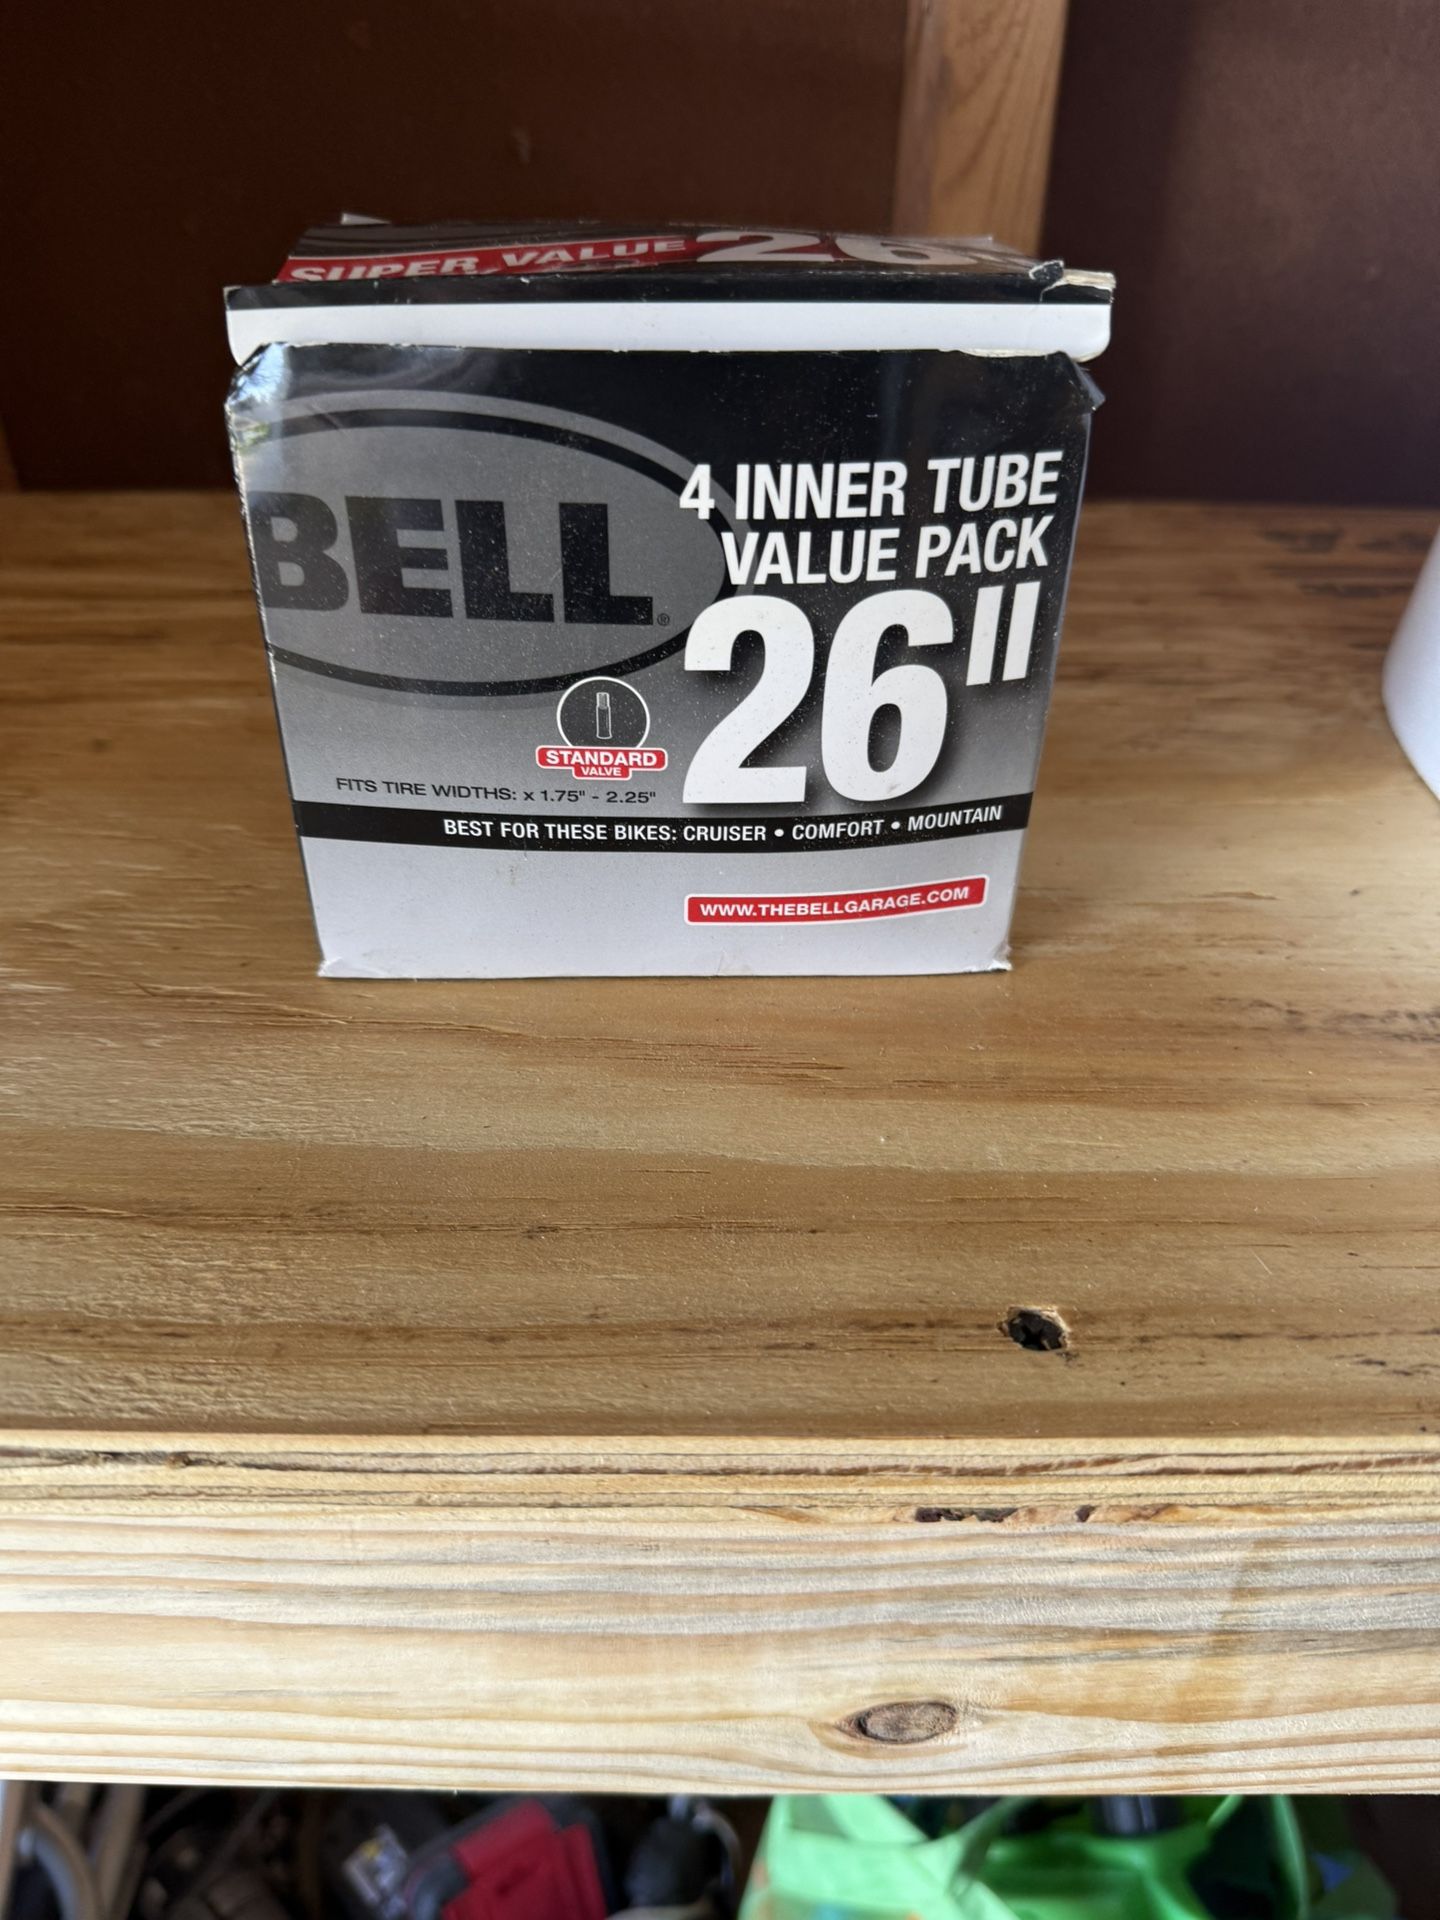 SUPER VALUE 26
BELL®
4 INNER TUBE
VALUE PACK
26"
STANDARD
VALVE
FITS TIRE WIDTHS: x 1.75" - 2.25"
BEST FOR THESE BIKES: CRUISER • COMFORT • MOUNTAIN
WWW.THEBELLGARAGE.COM